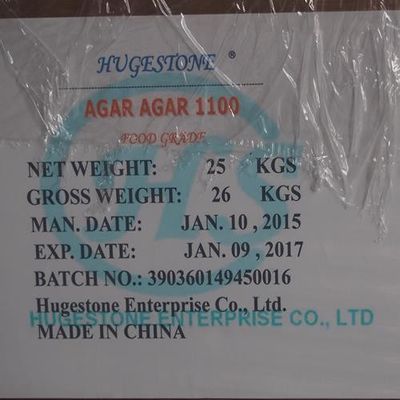 HUGESTONE ®
AGAR AGAR 1100
FOOD GRADE
NET WEIGHT: 25 KGS
GROSS WEIGHT: 26 KGS
MAN. DATE: JAN. 10 , 2015
EXP. DATE: JAN. 09 , 2017
BATCH NO.: 390360149450016
Hugestone Enterprise Co., Ltd.
HUGESTONE ENTERPRISE CO., LTD
MADE IN CHINA